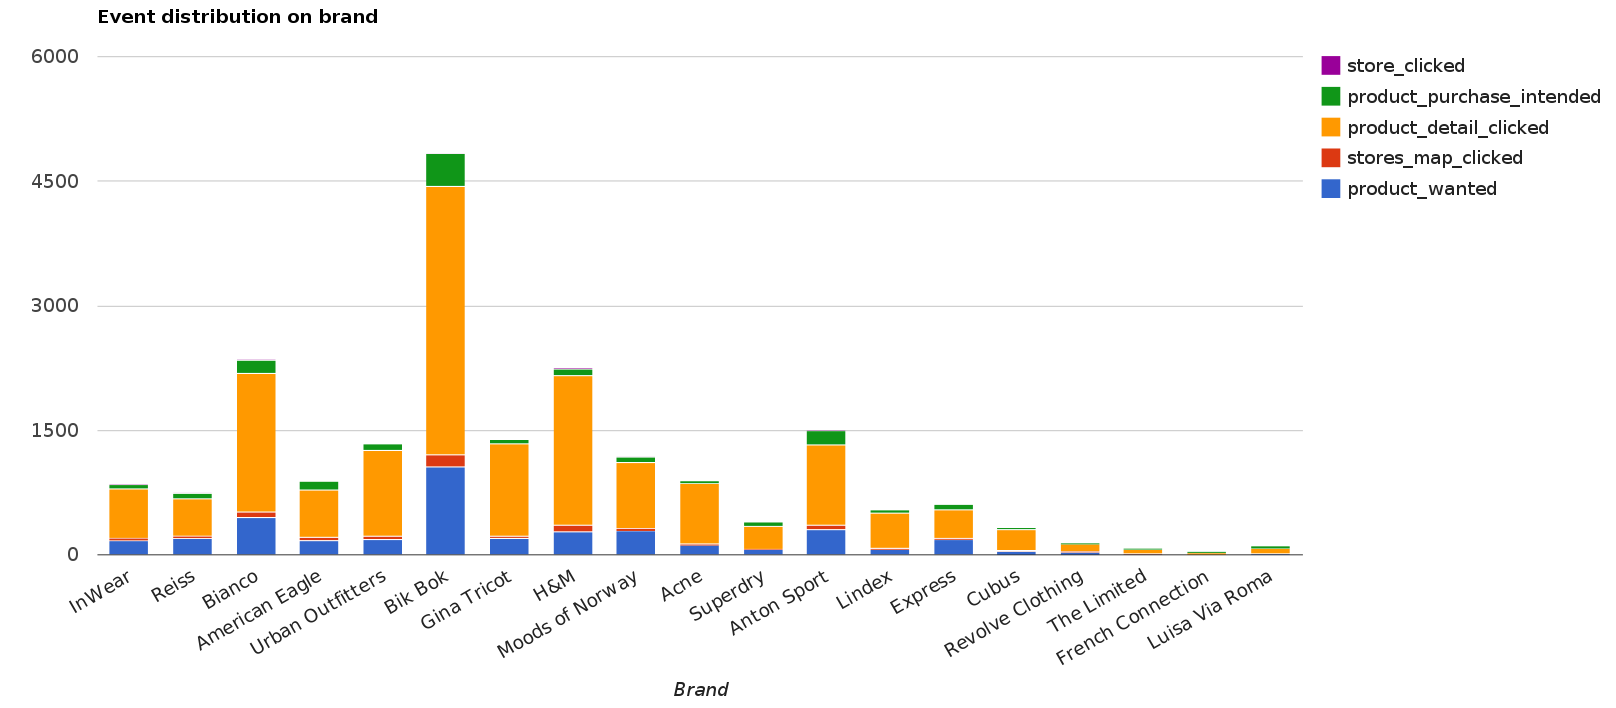 Event distribution on brand
6000
4500
3000
1500
0
store_clicked
product_purchase_intended
product_detail_clicked
stores_map_clicked
product_wanted
InWear
Reiss
Bianco
American Eagle
Urban Outfitters
Bik Bok
Gina Tricot
H&M
Moods of Norway
Acne
Superdry
Anton Sport
Lindex
Express
Cubus
Revolve Clothing
The Limited
French Connection
Luisa Via Roma
Brand